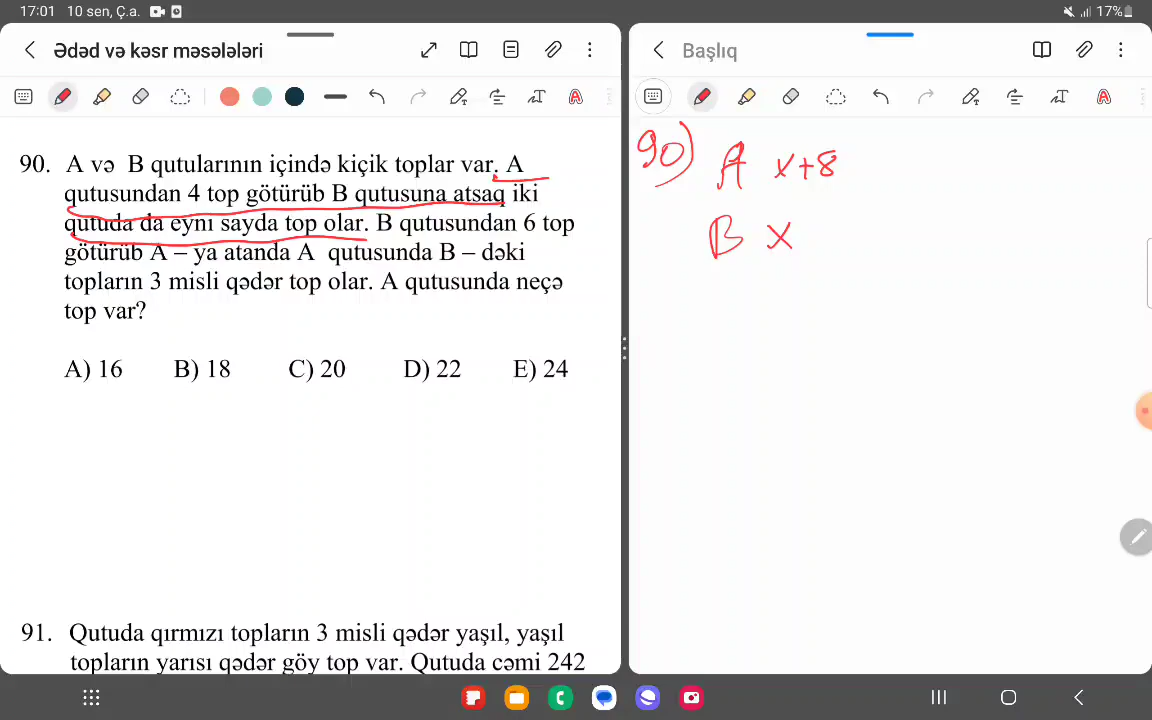 17:01 10 sen, Ç.a. 17%
Ədəd və kəsr məsələləri
Başlıq
90. A və B qutularının içində kiçik toplar var. A
qutusundan 4 top götürüb B qutusuna atsaq iki
qutuda da eyni sayda top olar. B qutusundan 6 top
götürüb A – ya atanda A qutusunda B – dəki
topların 3 misli qədər top olar. A qutusunda neçə
top var?
A) 16 B) 18 C) 20 D) 22 E) 24
91. Qutuda qırmızı topların 3 misli qədər yaşıl, yaşıl
topların yarısı qədər göy top var. Qutuda cəmi 242
90) A x+8
B x